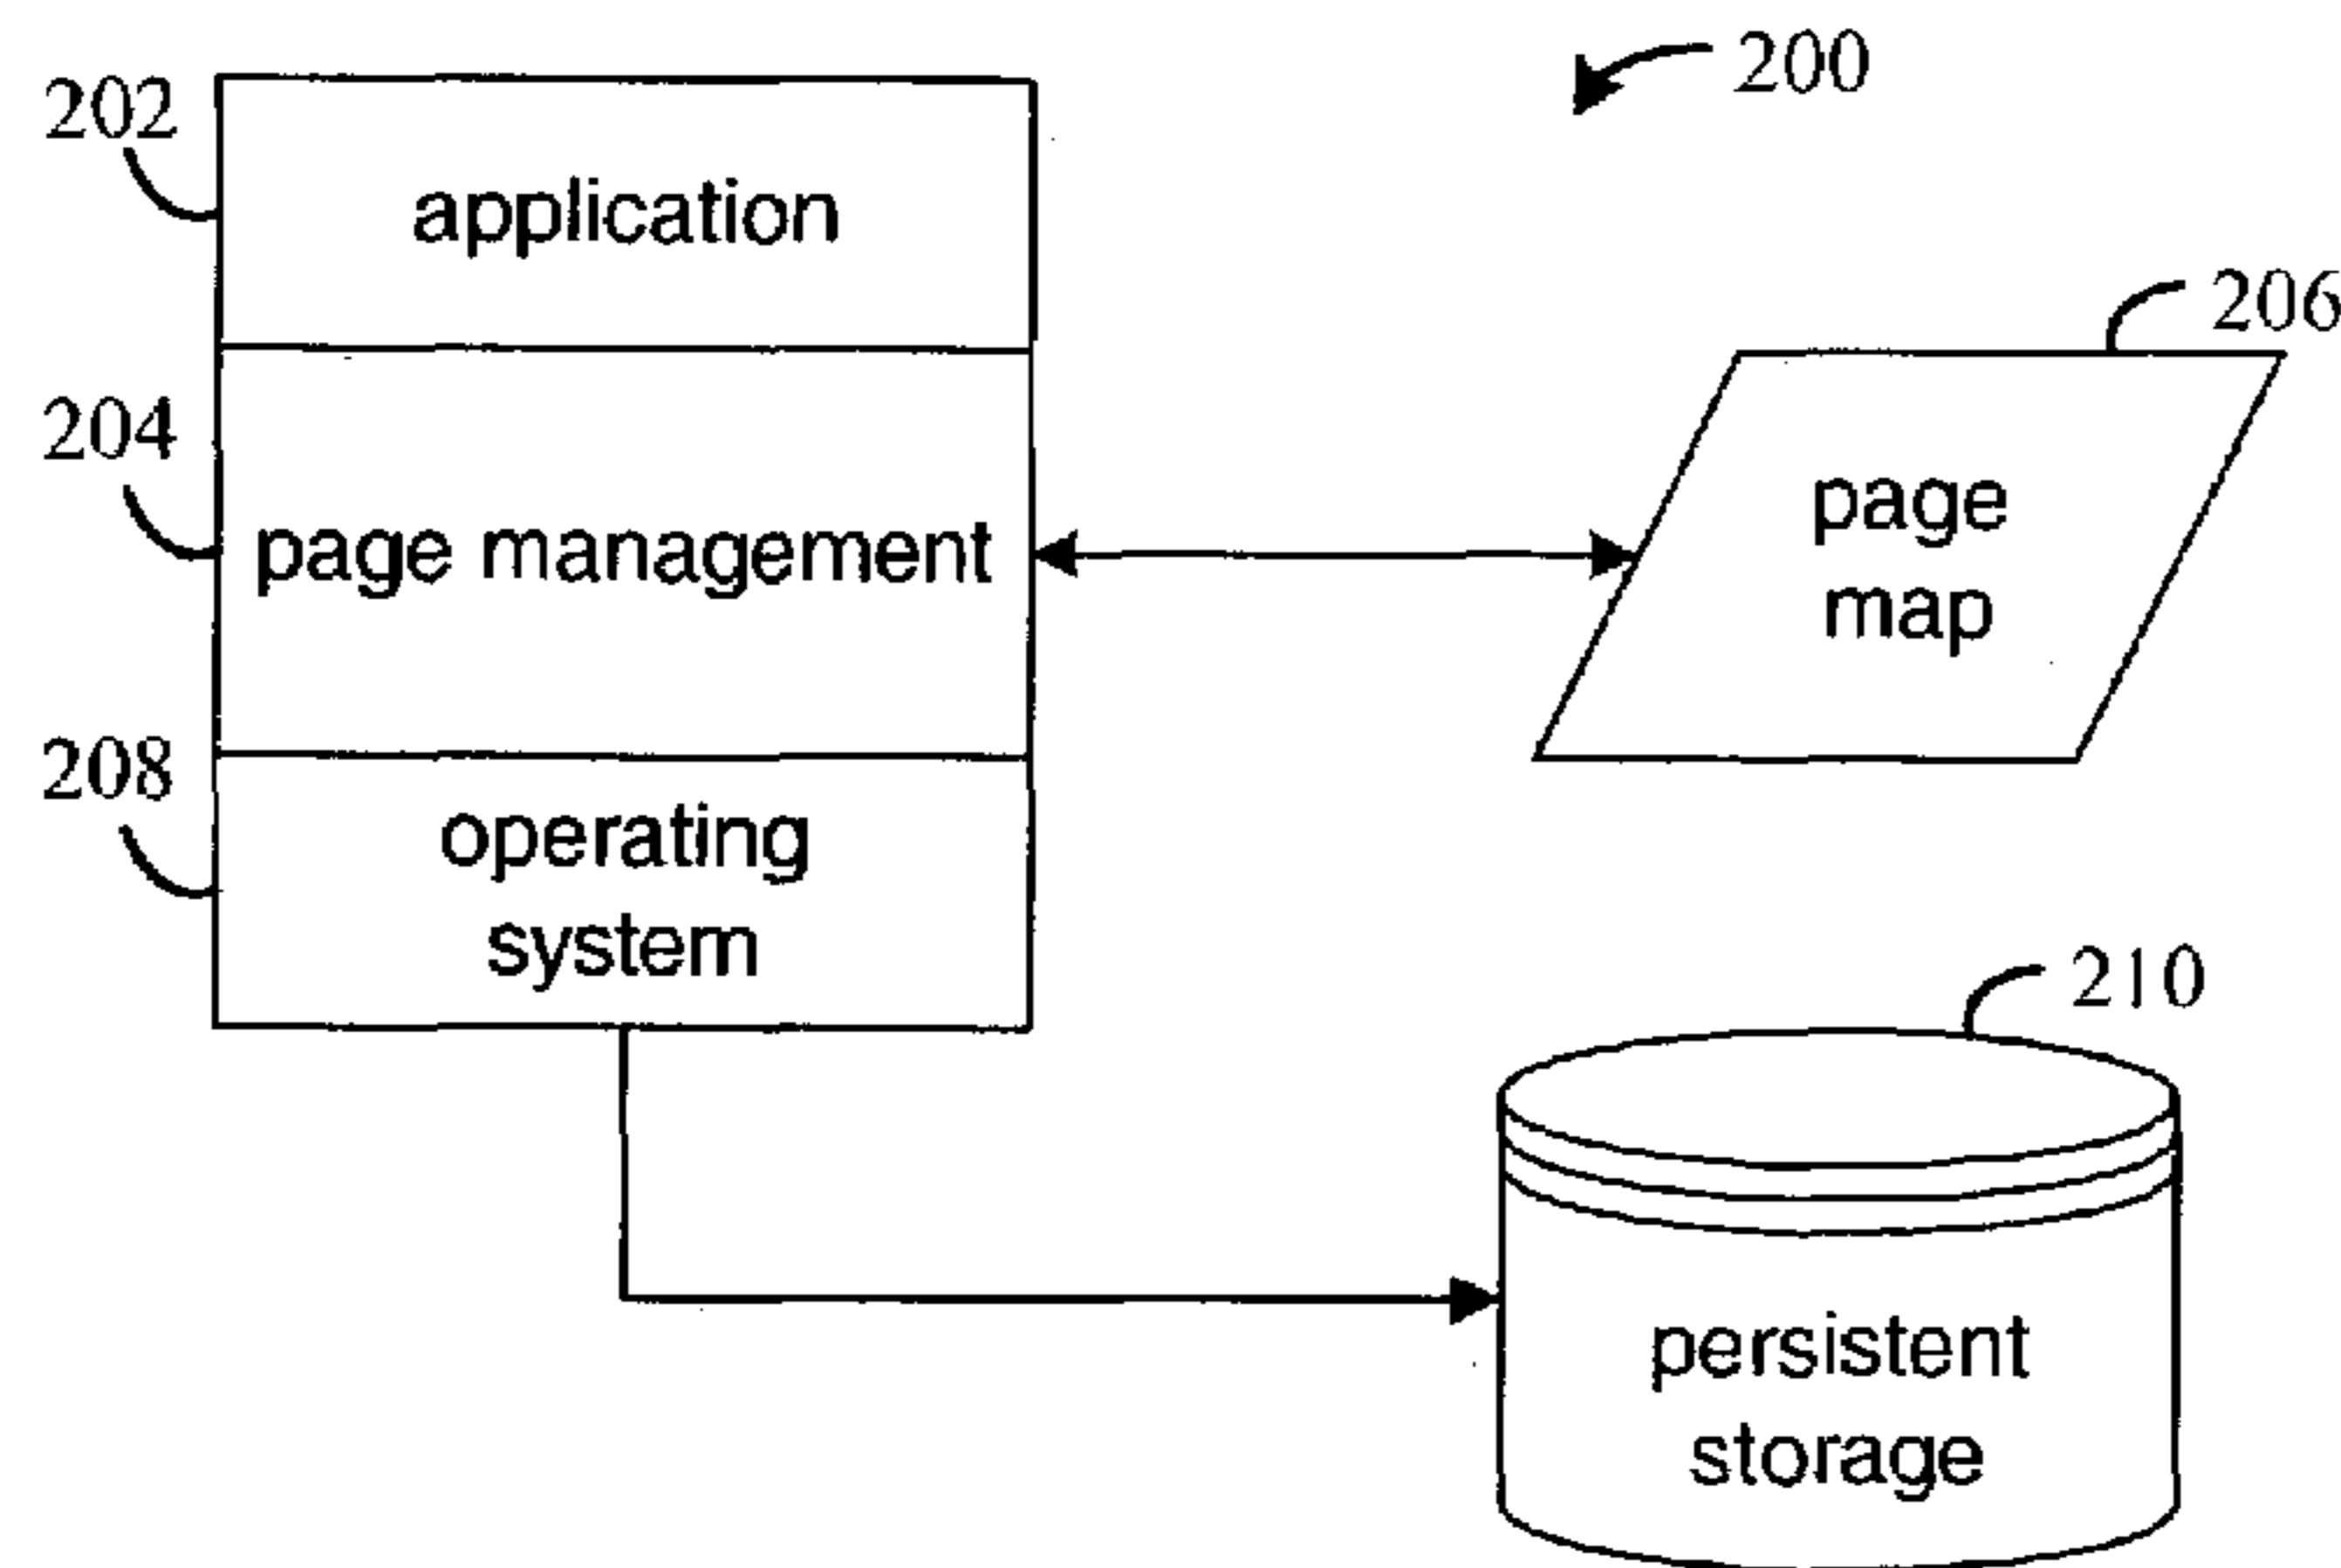 200
202
application
206
204
page management
page
map
208
operating
system
210
persistent
storage